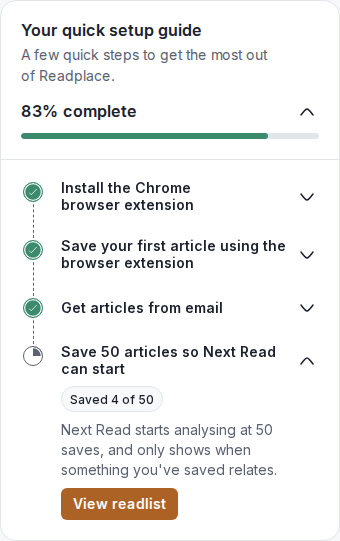 Your quick setup guide
A few quick steps to get the most out
of Readplace.
83% complete
Install the Chrome
browser extension
Save your first article using the
browser extension
Get articles from email
Save 50 articles so Next Read
can start
Saved 4 of 50
Next Read starts analysing at 50
saves, and only shows when
something you've saved relates.
View readlist